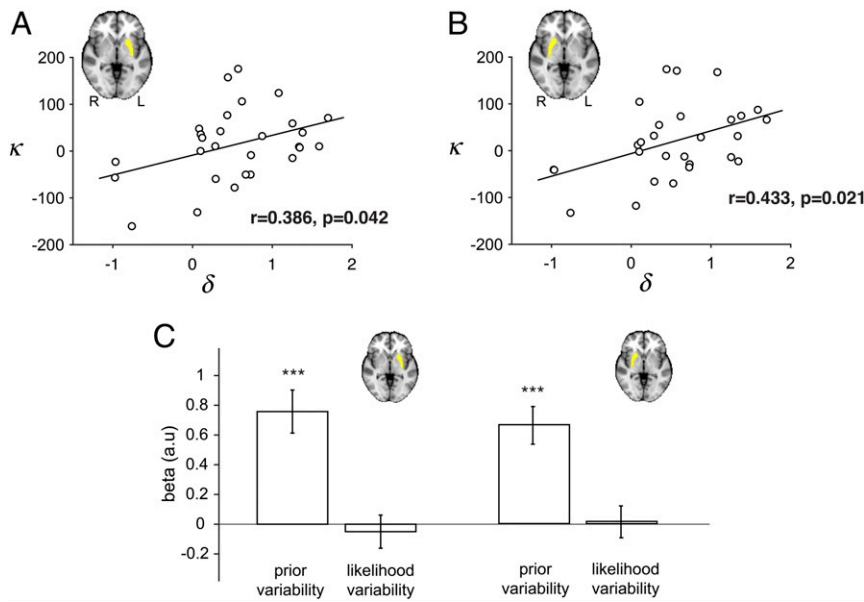 A
200
100
κ
0
-100
-200
R L
r=0.386, p=0.042
-1 0 1 2
δ
B
200
100
κ
0
-100
-200
R L
r=0.433, p=0.021
-1 0 1 2
δ
C
1
0.8
0.6
0.4
0.2
0
-0.2
beta (a.u)
***
***
prior variability
likelihood variability
prior variability
likelihood variability